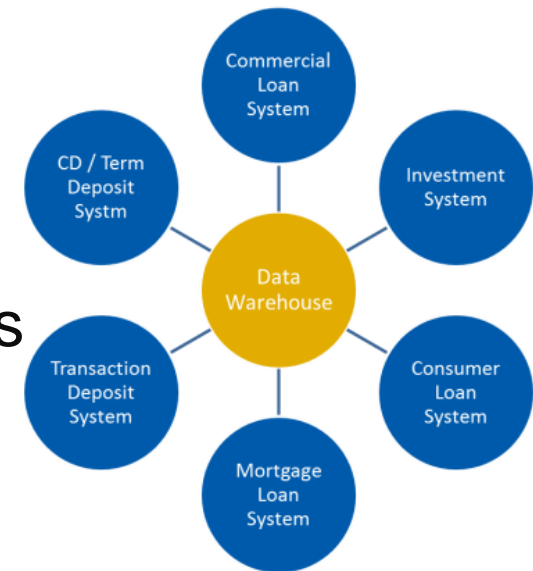 Commercial
Loan
System
CD / Term
Deposit
Systm
Investment
System
Data
Warehouse
s
Transaction
Deposit
System
Consumer
Loan
System
Mortgage
Loan
System